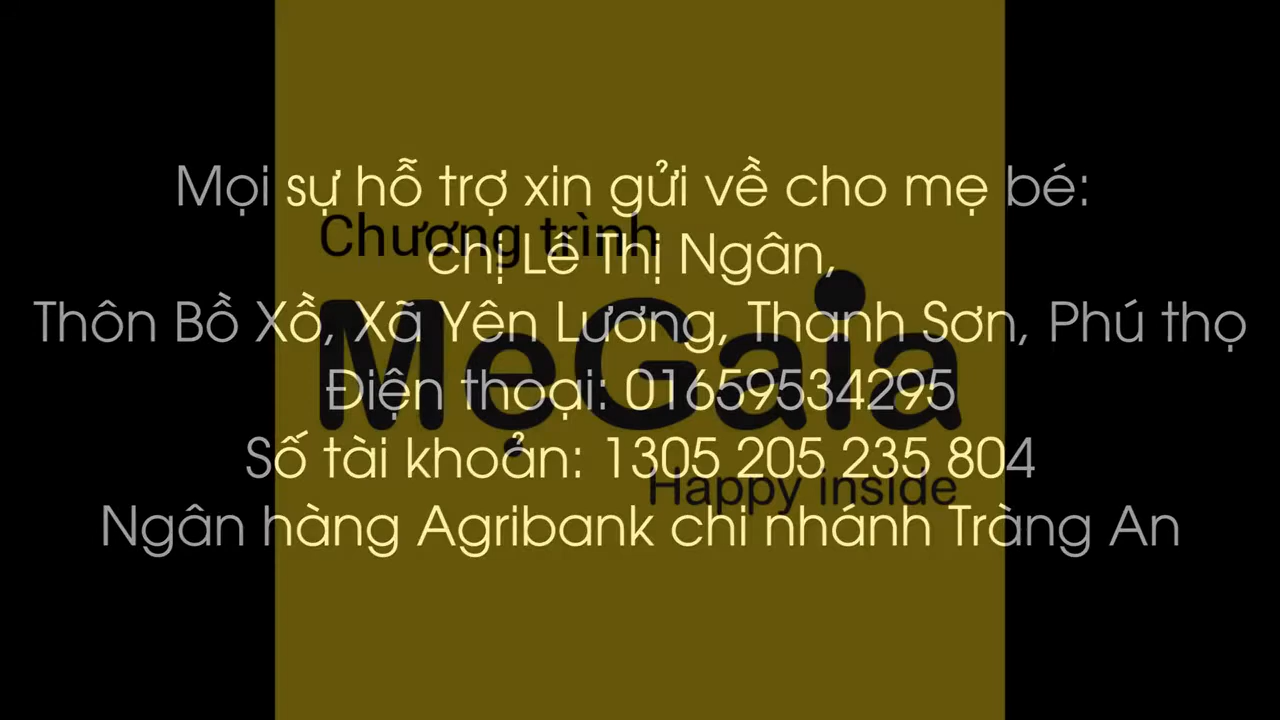 Mọi sự hỗ trợ xin gửi về cho mẹ bé:
Chương trình
chị Lê Thị Ngân,
Thôn Bồ Xồ, Xã Yên Lương, Thanh Sơn, Phú thọ
MẹGaia
Điện thoại: 01659534295
Số tài khoản: 1305 205 235 804
Happy inside
Ngân hàng Agribank chi nhánh Tràng An